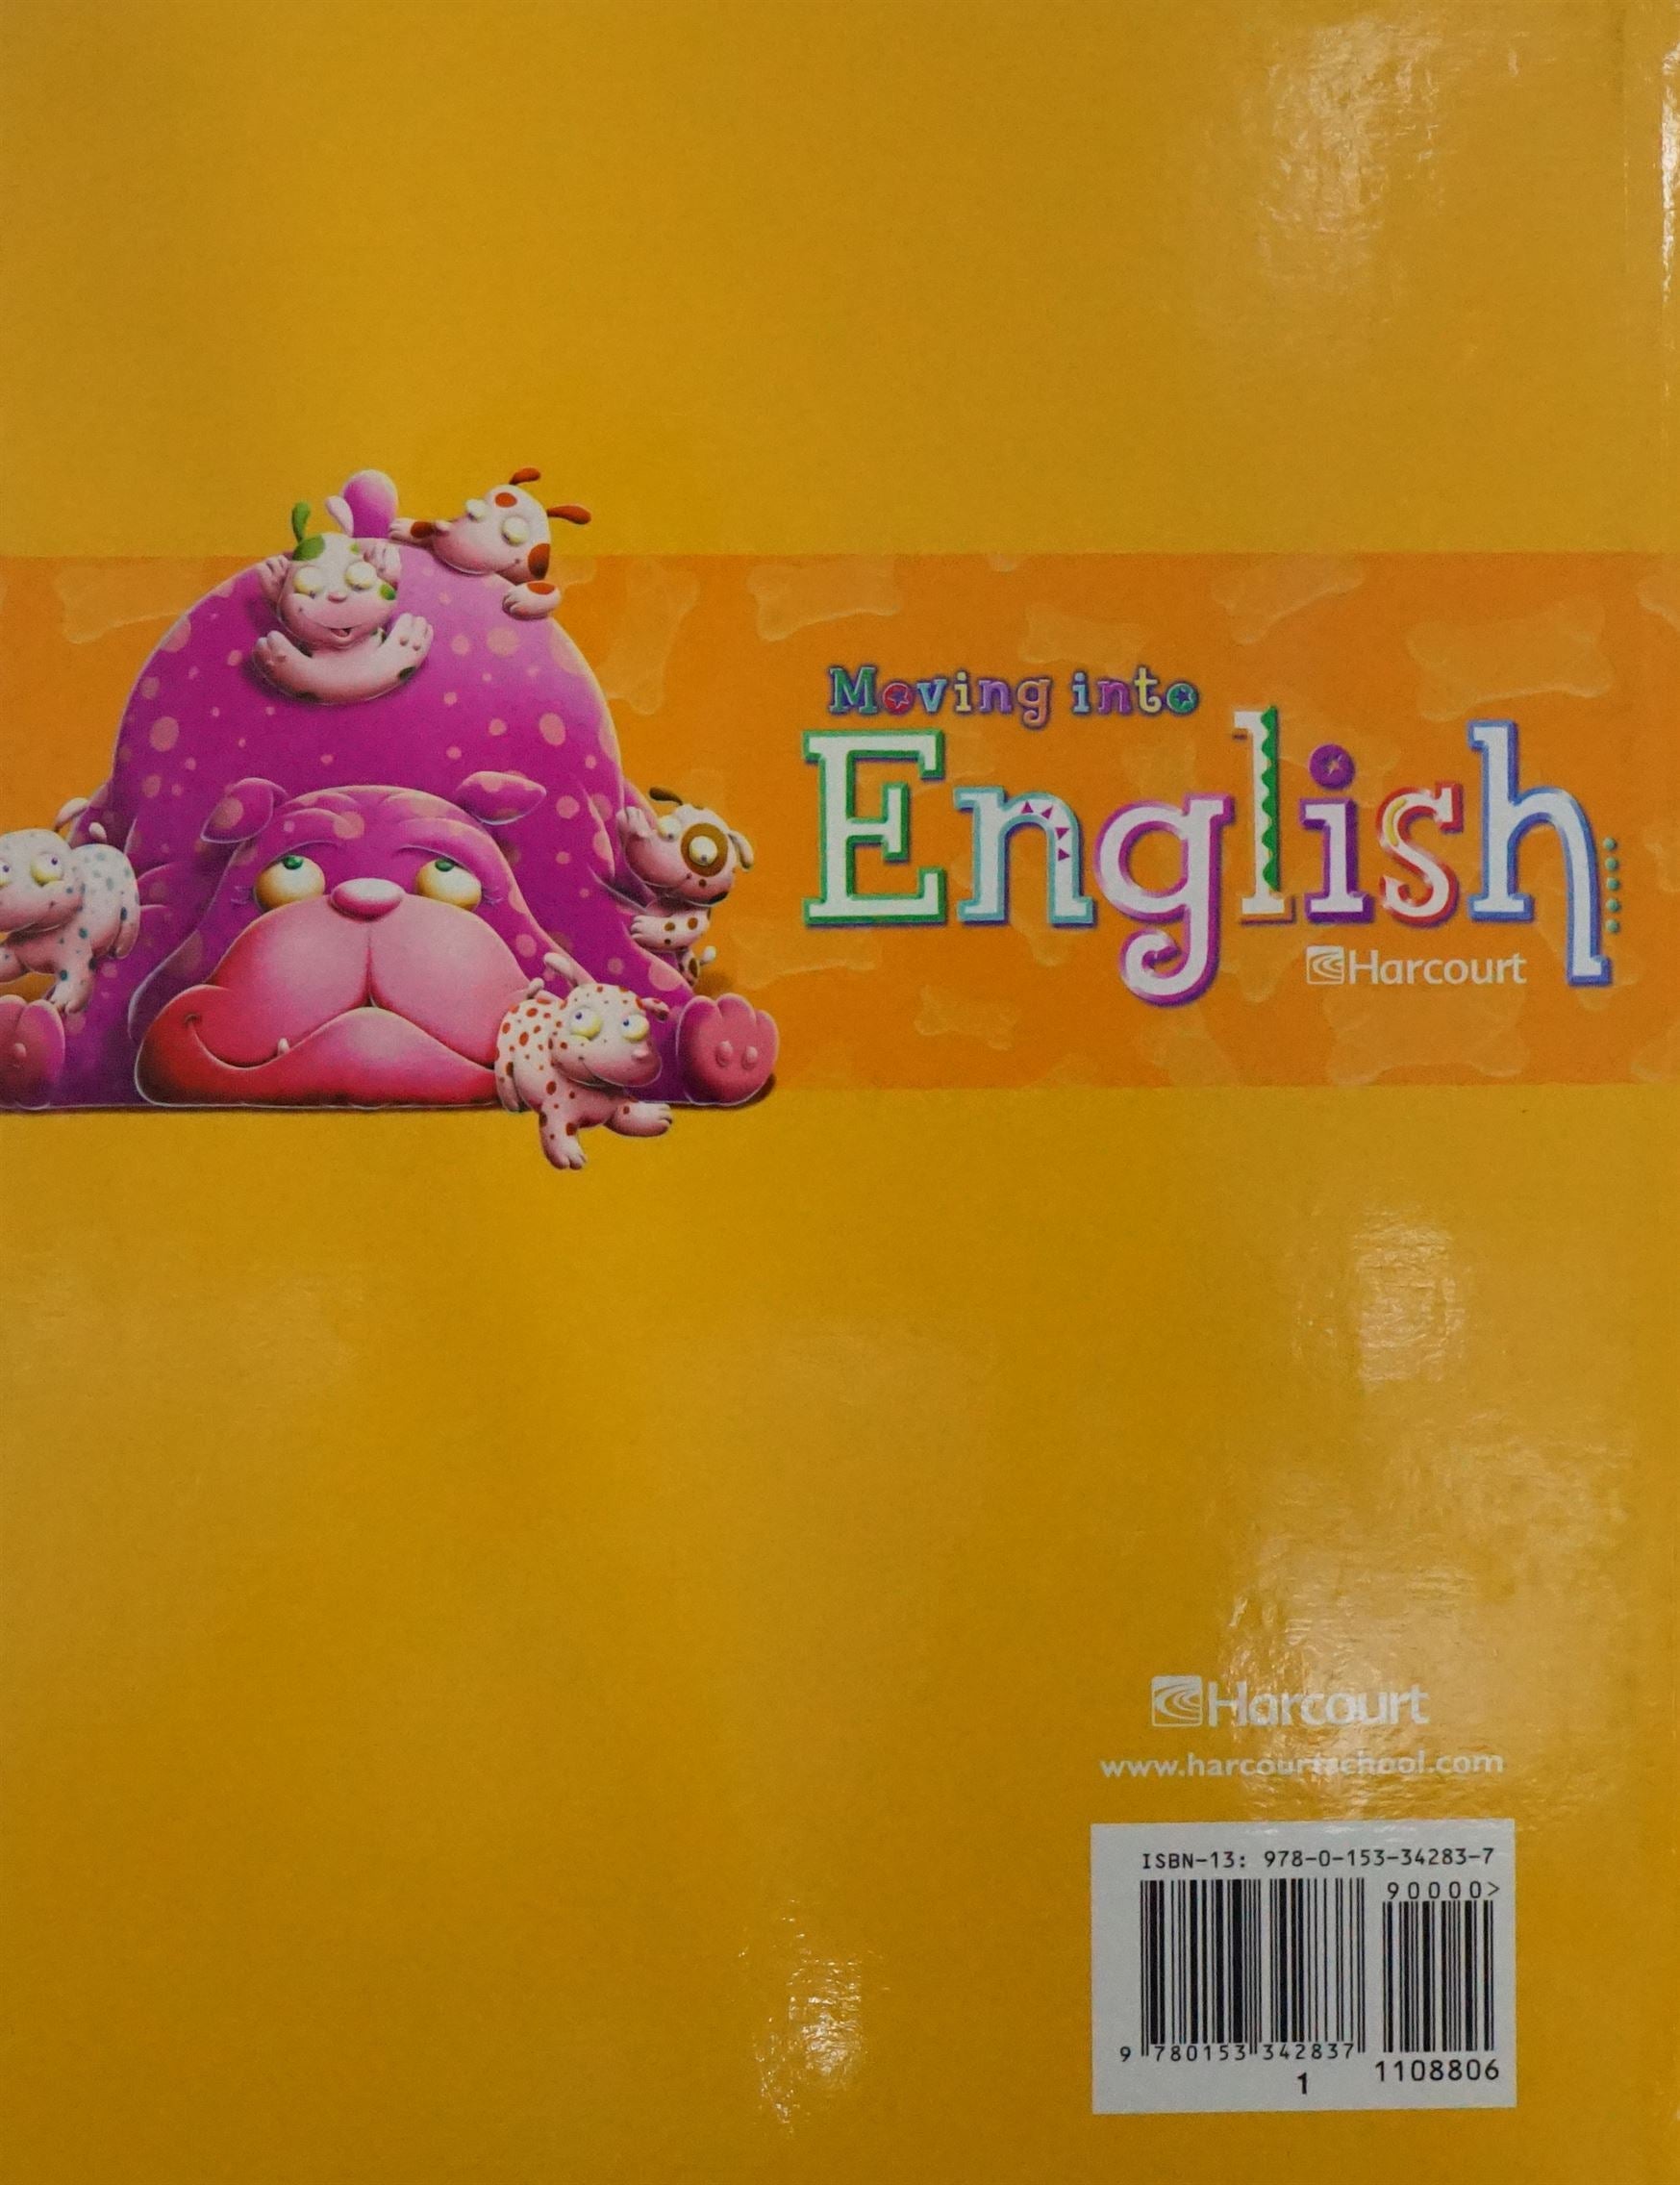 Moving into
English
Harcourt
Harcourt
www.harcourtschool.com
ISBN-13: 978-0-153-34283-7
90000>
9 780153 342837
1108806
1